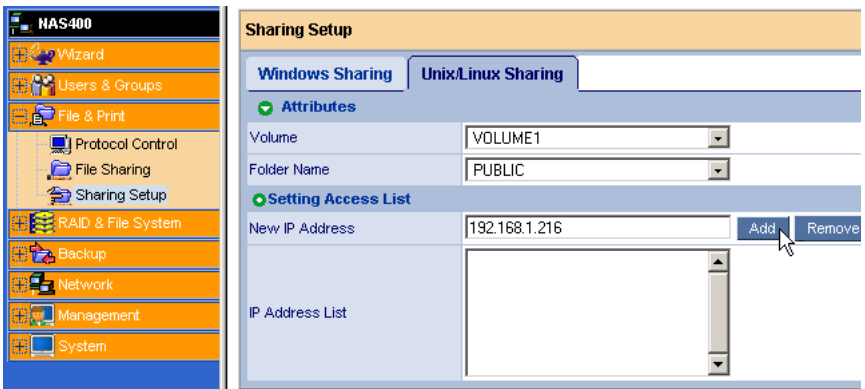 NAS400
Wizard
Users & Groups
File & Print
Protocol Control
File Sharing
Sharing Setup
RAID & File System
Backup
Network
Management
System
Sharing Setup
Windows Sharing
Unix/Linux Sharing
Attributes
Volume VOLUME1
Folder Name PUBLIC
Setting Access List
New IP Address 192.168.1.216 Add Remove
IP Address List